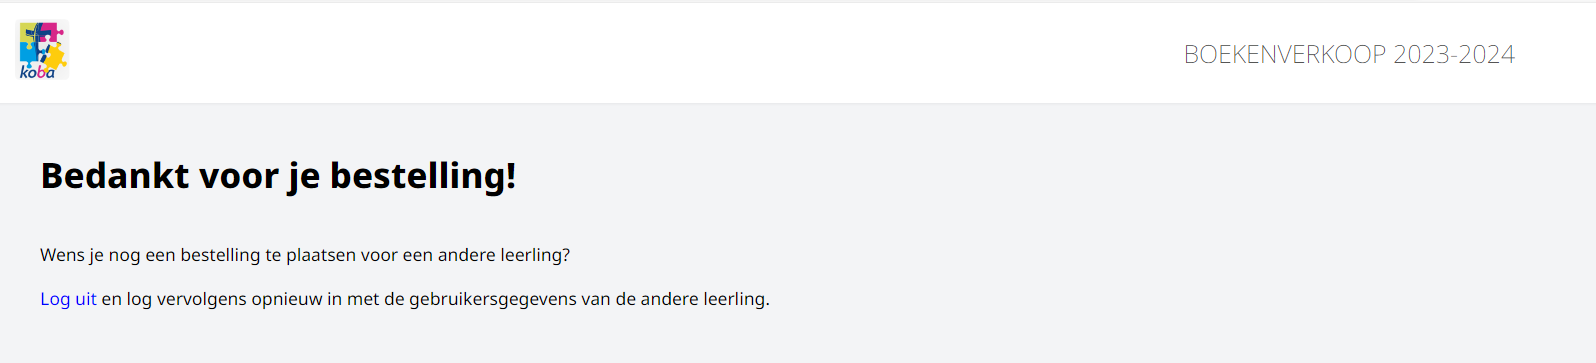 koba
BOEKENVERKOOP 2023-2024
Bedankt voor je bestelling!
Wens je nog een bestelling te plaatsen voor een andere leerling?
Log uit en log vervolgens opnieuw in met de gebruikersgegevens van de andere leerling.